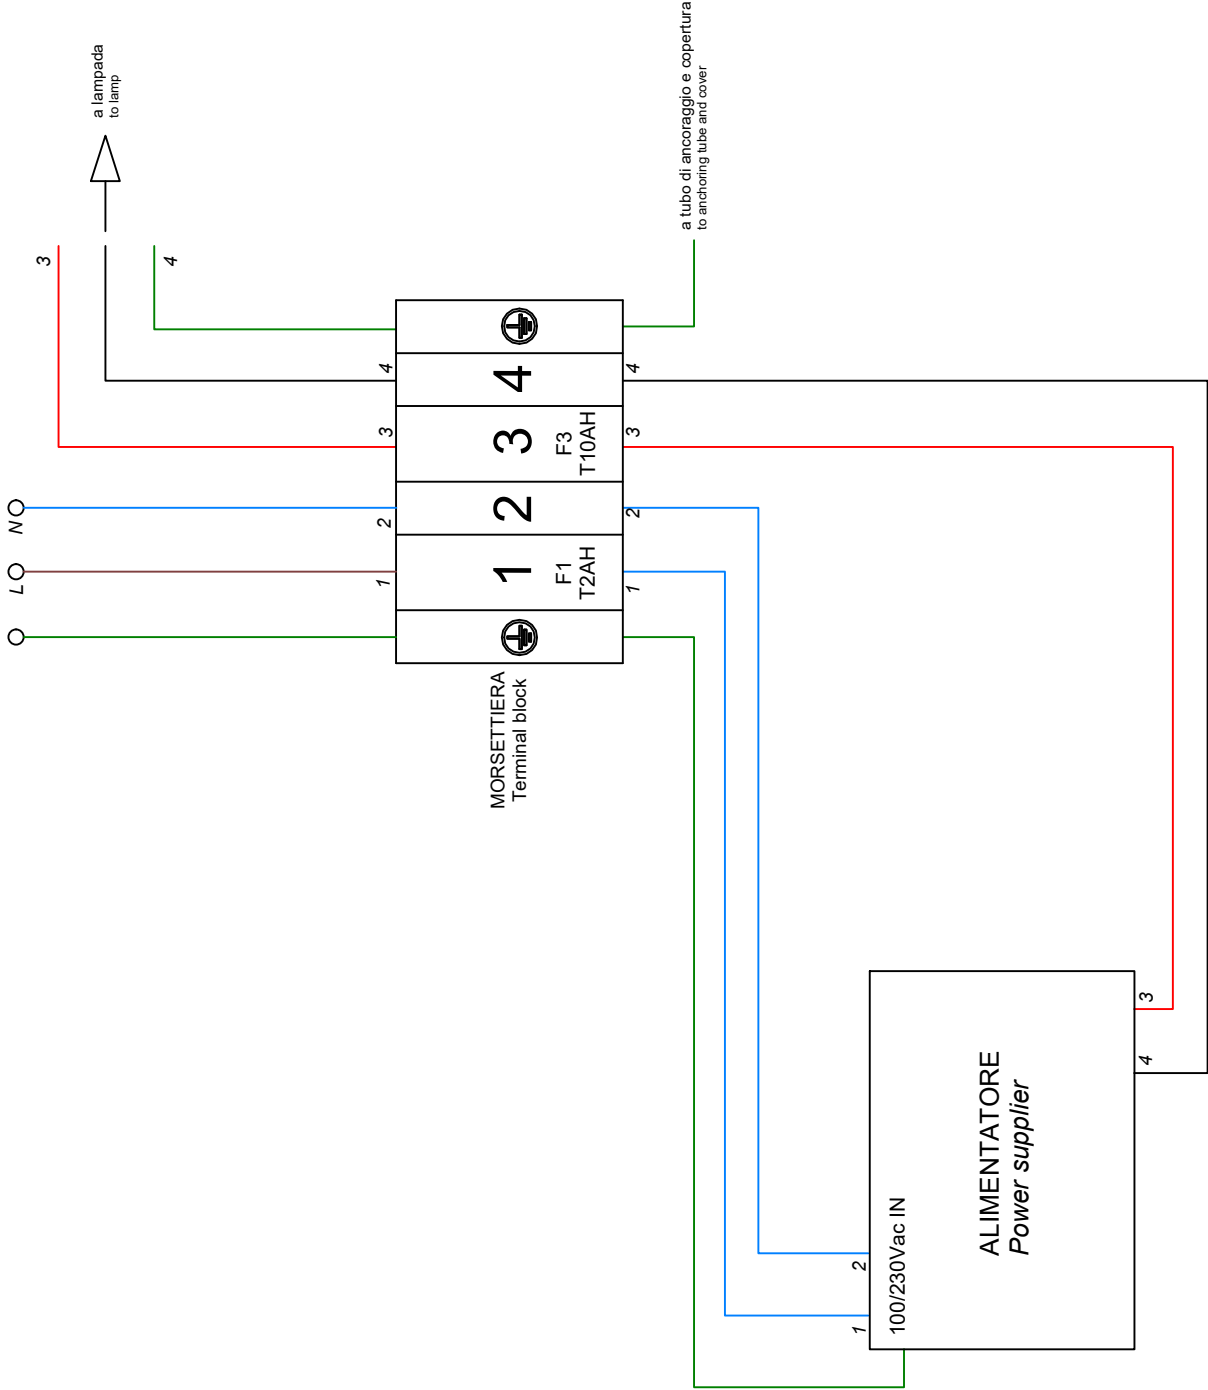 a lampada
to lamp
3
4
a tubo di ancoraggio e copertura
to anchoring tube and cover
N
L
1
2
3
4
1
F1
T2AH
2
3
F3
T10AH
4
1
2
3
4
MORSETTIERA
Terminal block
1
2
100/230Vac IN
ALIMENTATORE
Power supplier
4
3